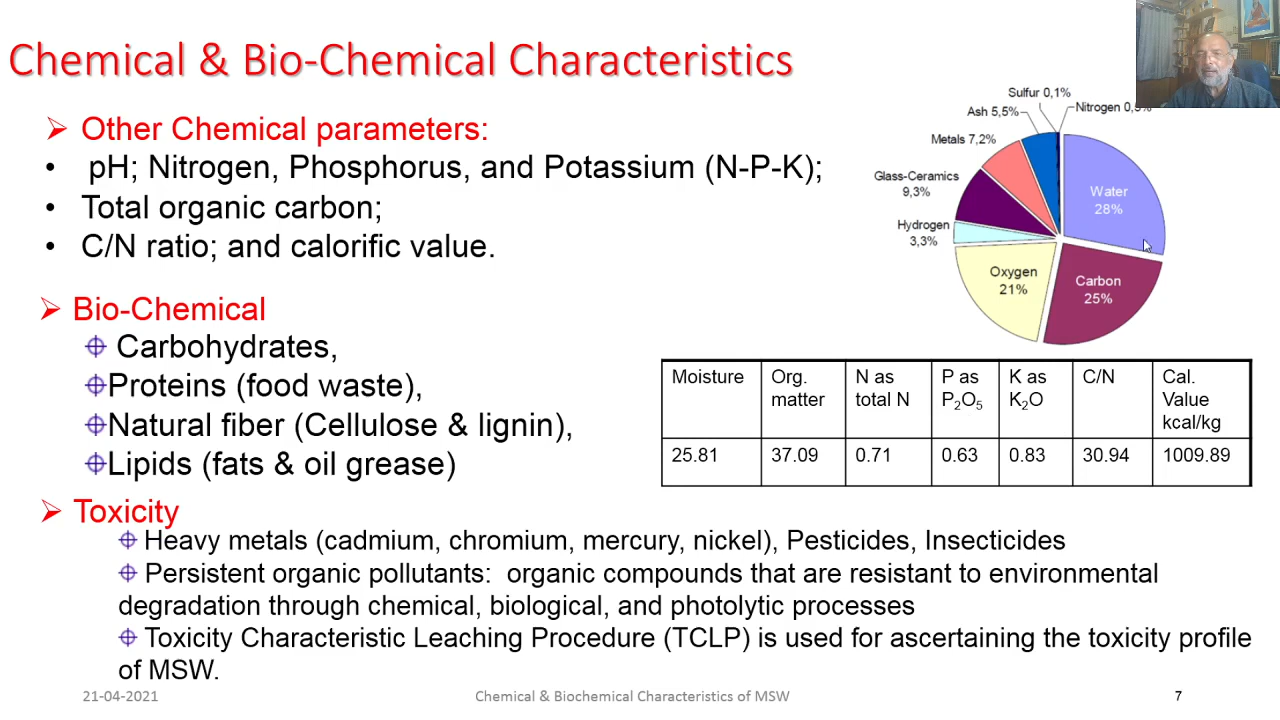 Chemical & Bio-Chemical Characteristics
➢ Other Chemical parameters:
• pH; Nitrogen, Phosphorus, and Potassium (N-P-K);
• Total organic carbon;
• C/N ratio; and calorific value.
➢ Bio-Chemical
Carbohydrates,
Proteins (food waste),
Natural fiber (Cellulose & lignin),
Lipids (fats & oil grease)
➢ Toxicity
Heavy metals (cadmium, chromium, mercury, nickel), Pesticides, Insecticides
Persistent organic pollutants: organic compounds that are resistant to environmental
degradation through chemical, biological, and photolytic processes
Toxicity Characteristic Leaching Procedure (TCLP) is used for ascertaining the toxicity profile
of MSW.
Sulfur 0,1%
Nitrogen
Ash 5,5%
Metals 7,2%
Glass-Ceramics
9,3%
Hydrogen
3,3%
Water
28%
Oxygen
21%
Carbon
25%
Moisture Org. matter N as total N P as P2O5 K as K2O C/N Cal. Value kcal/kg
25.81 37.09 0.71 0.63 0.83 30.94 1009.89
21-04-2021 Chemical & Biochemical Characteristics of MSW 7